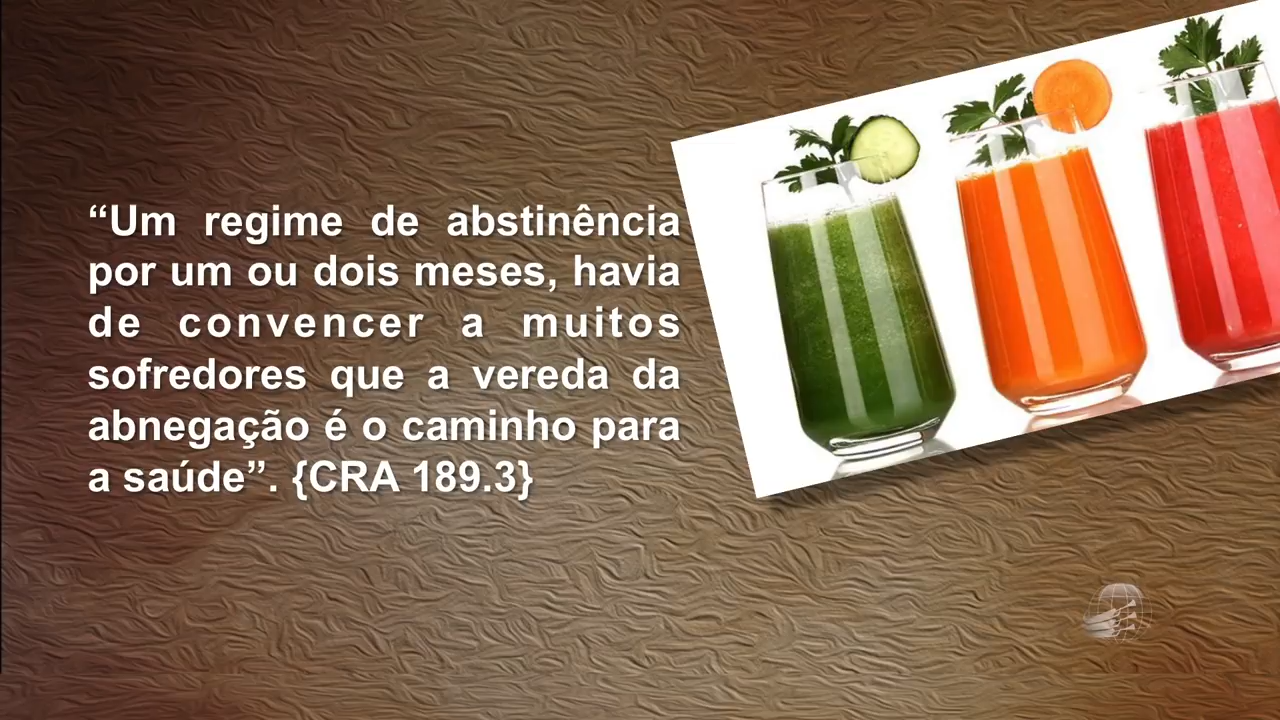 “Um regime de abstinência
por um ou dois meses, havia
de convencer a muitos
sofredores que a vereda da
abnegação é o caminho para
a saúde”. {CRA 189.3}